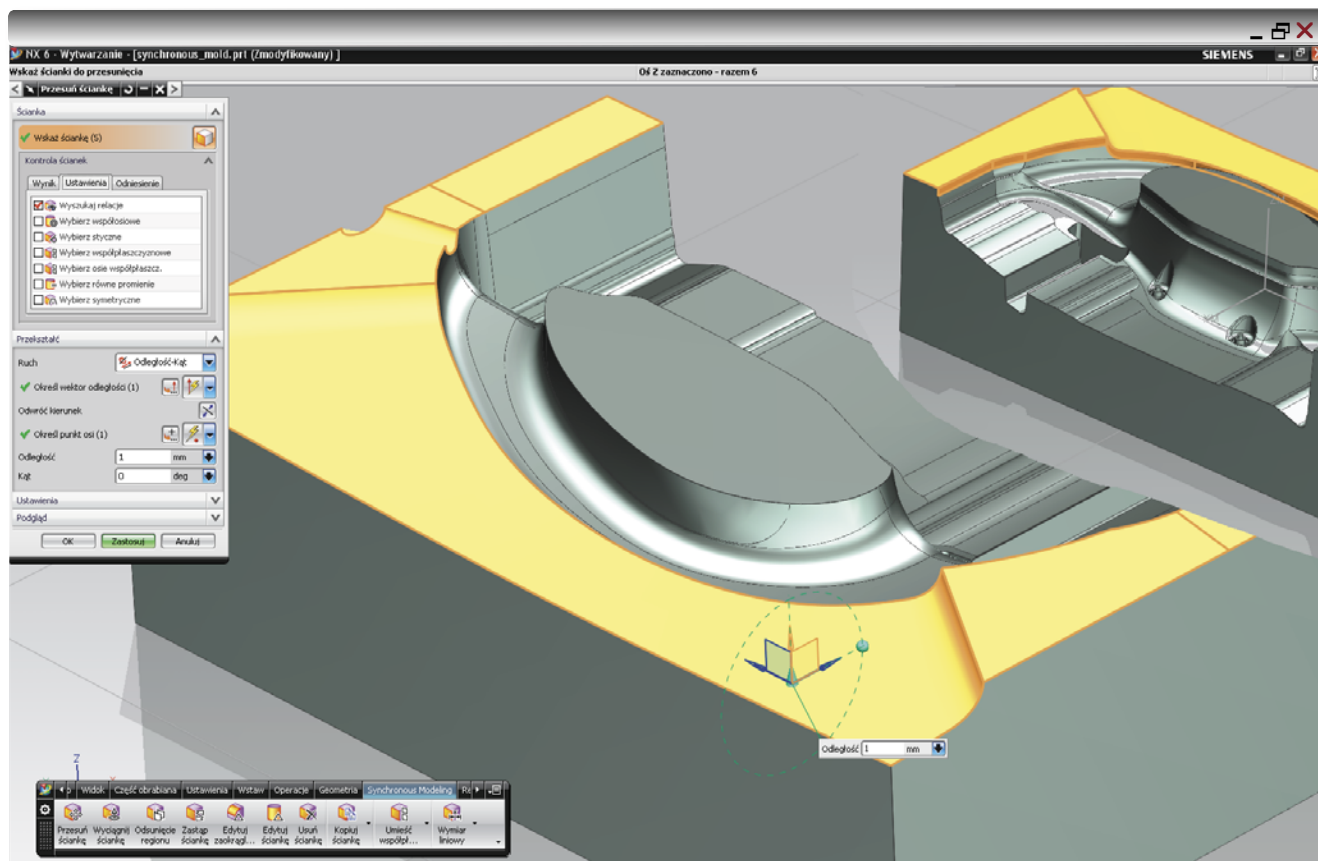 NX 6 - Wytwarzanie - [synchronous_mold.prt (Zmodyfikowany) ]
SIEMENS
Wskaż ścianki do przesunięcia
Oś Z zaznaczono - razem 6
Przesuń ściankę
Ścianka
Wskaż ściankę (5)
Kontrola ścianek
Wynik Ustawienia Odniesienie
Wyszukaj relacje
Wybierz współosiowe
Wybierz styczne
Wybierz współpłaszczyznowe
Wybierz osie współpłaszcz.
Wybierz równe promienie
Wybierz symetryczne
Przekształć
Ruch Odległość-Kąt
Określ wektor odległości (1)
Odwróć kierunek
Określ punkt osi (1)
Odległość 1 mm
Kąt 0 deg
Ustawienia
Podgląd
OK Zastosuj Anuluj
Odległość 1 mm
Z
Widok Część obrabiana Ustawienia Wstaw Operacje Geometria Synchronous Modeling
Przesuń ściankę
Wyciągnij ściankę
Odsunięcie regionu
Zastąp ściankę
Edytuj zaokrągl...
Edytuj ściankę
Usuń ściankę
Kopiuj ściankę
Umieść współpł...
Wymiar liniowy